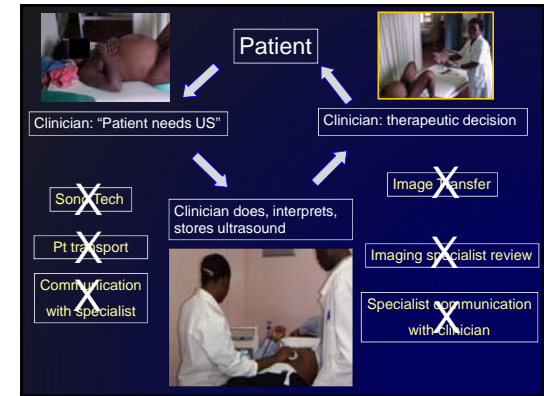 Patient
Clinician: "Patient needs US"
Clinician: therapeutic decision
Sono Tech
Image Transfer
Clinician does, interprets,
stores ultrasound
Pt transport
Imaging specialist review
Communication
with specialist
Specialist communication
with clinician